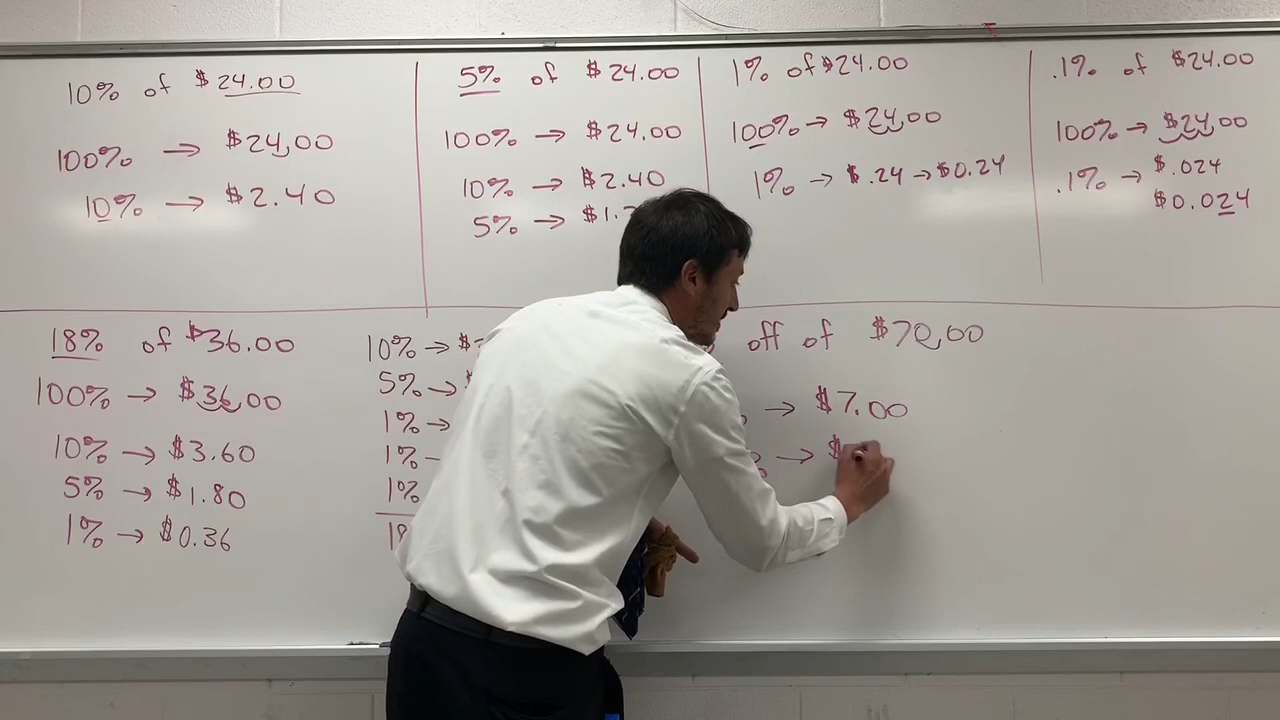 10% of $24.00
100% → $24.00
10% → $2.40
5% of $24.00
100% → $24.00
10% → $2.40
5% → $1.
1% of $24.00
100% → $24.00
1% → $.24 → $0.24
.1% of $24.00
100% → $24.00
.1% → $.024
$0.024
18% of $36.00
100% → $36.00
10% → $3.60
5% → $1.80
1% → $0.36
10% → $
5% →
1% →
1%
1%
18
off of $70.00
→ $7.00
→ $